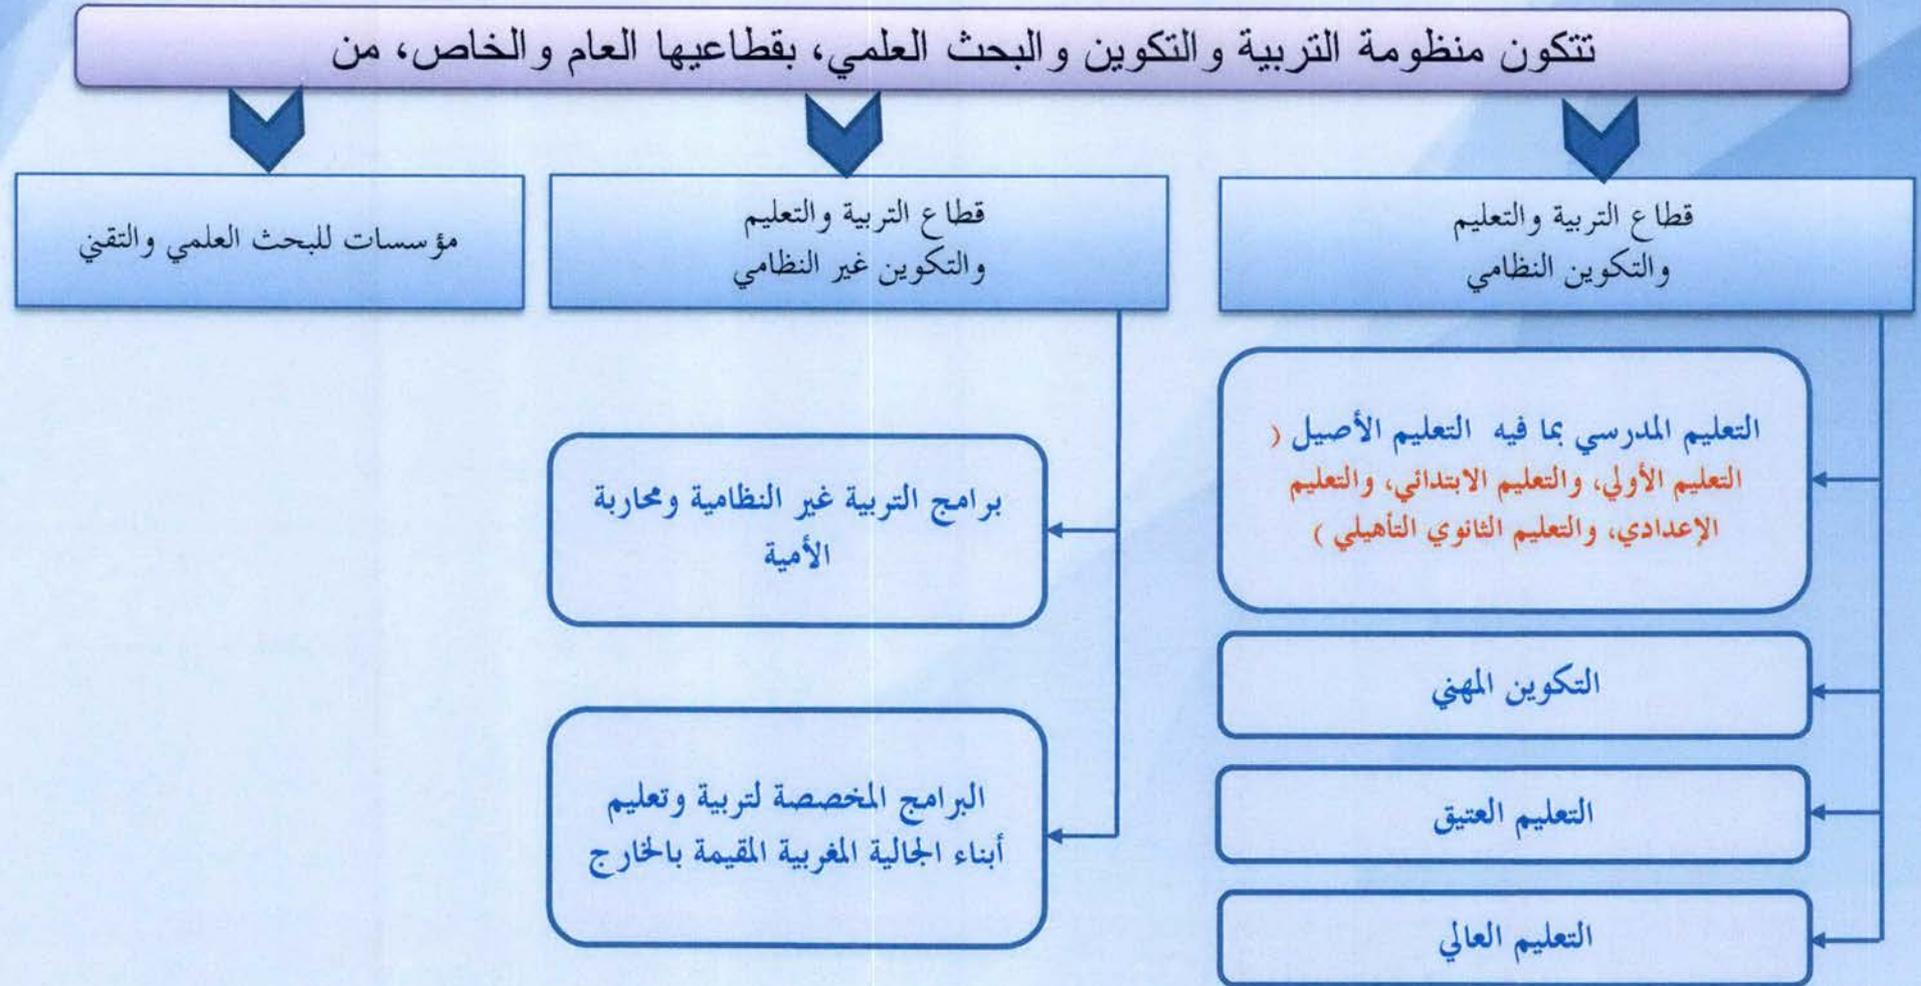 تتكون منظومة التربية والتكوين والبحث العلمي، بقطاعيها العام والخاص، من
قطاع التربية والتعليم
والتكوين النظامي
التعليم المدرسي بما فيه التعليم الأصيل (
التعليم الأولي، والتعليم الابتدائي، والتعليم
الإعدادي، والتعليم الثانوي التأهيلي )
التكوين المهني
التعليم العتيق
التعليم العالي
قطاع التربية والتعليم
والتكوين غير النظامي
برامج التربية غير النظامية ومحاربة
الأمية
البرامج المخصصة لتربية وتعليم
أبناء الجالية المغربية المقيمة بالخارج
مؤسسات للبحث العلمي والتقني